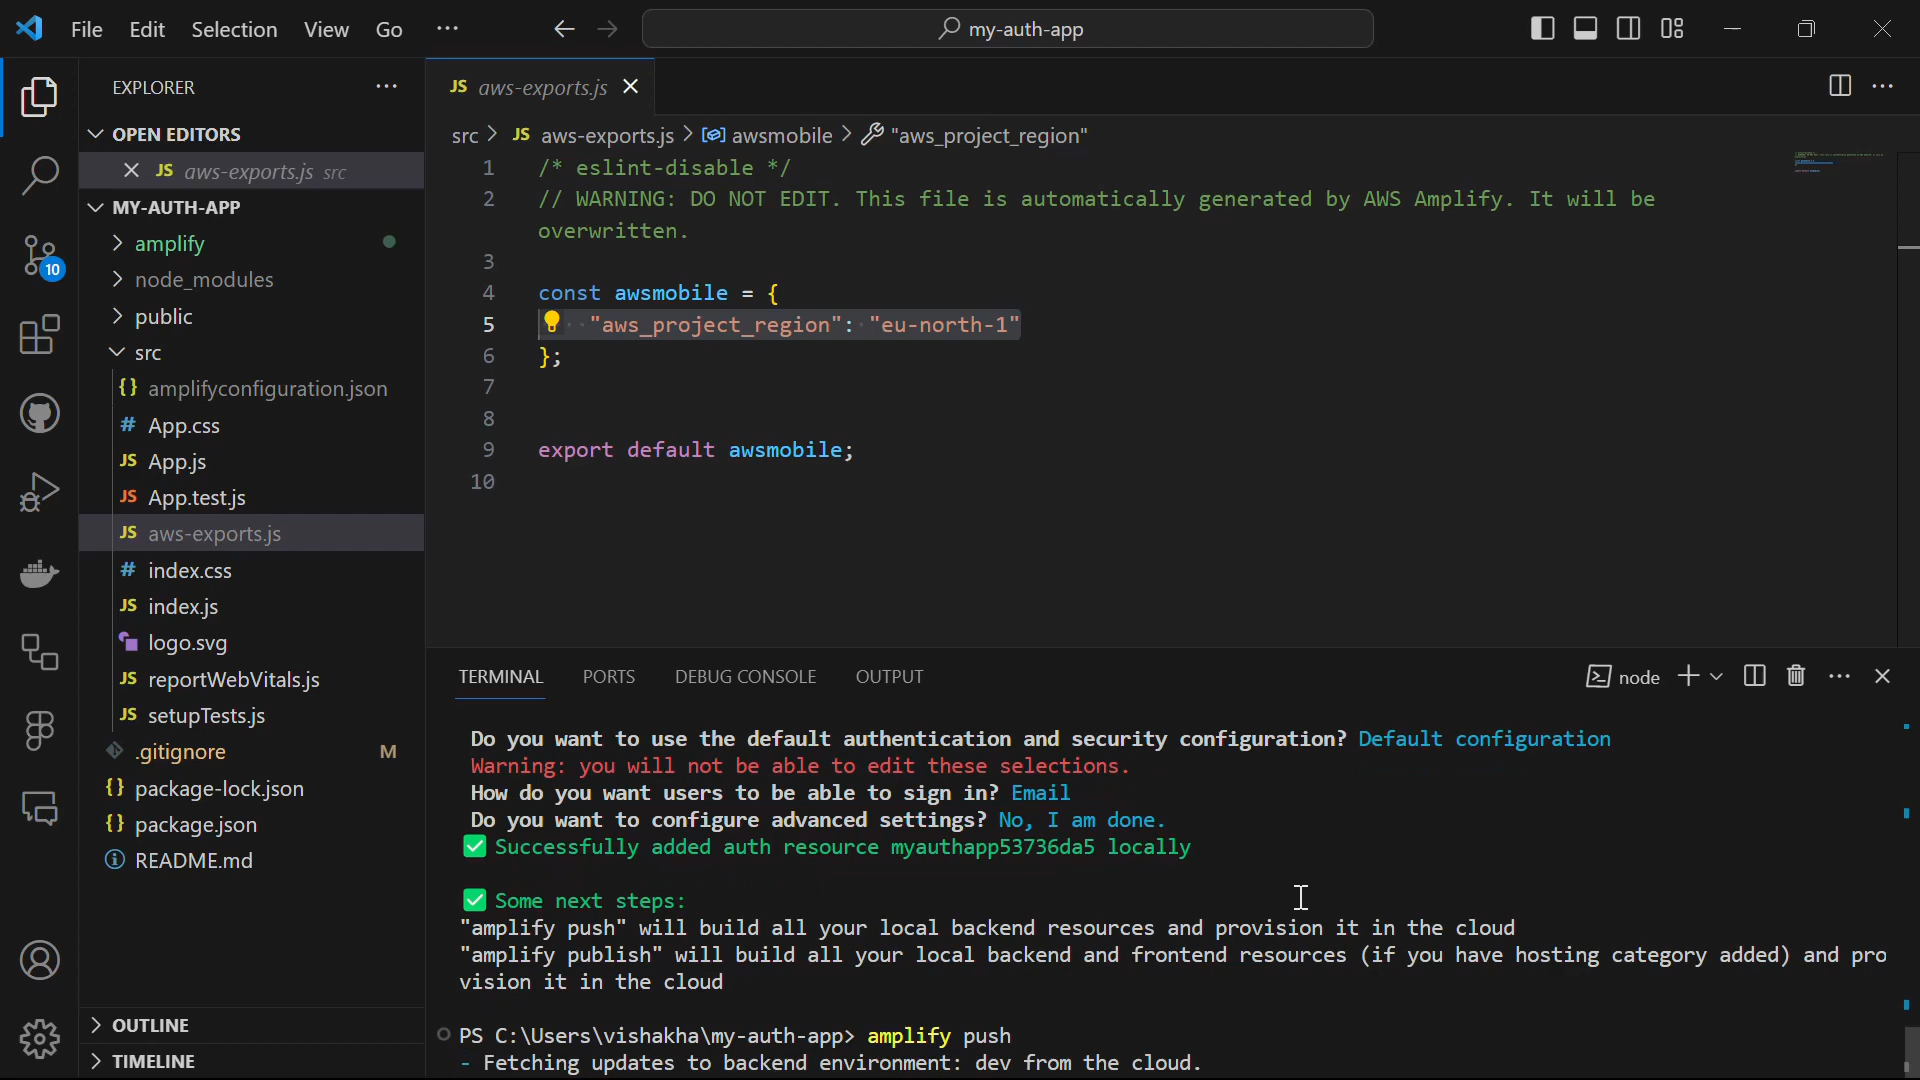 File Edit Selection View Go ··· my-auth-app
EXPLORER ···
OPEN EDITORS
JS aws-exports.js src
MY-AUTH-APP
amplify
node_modules
public
src
{} amplifyconfiguration.json
# App.css
JS App.js
JS App.test.js
JS aws-exports.js
# index.css
JS index.js
logo.svg
JS reportWebVitals.js
JS setupTests.js
.gitignore M
{} package-lock.json
{} package.json
README.md
OUTLINE
TIMELINE
10
JS aws-exports.js
src > JS aws-exports.js > awsmobile > "aws_project_region"
1 /* eslint-disable */
2 // WARNING: DO NOT EDIT. This file is automatically generated by AWS Amplify. It will be
overwritten.
3
4 const awsmobile = {
5 "aws_project_region": "eu-north-1"
6 };
7
8
9 export default awsmobile;
10
TERMINAL PORTS DEBUG CONSOLE OUTPUT node
Do you want to use the default authentication and security configuration? Default configuration
Warning: you will not be able to edit these selections.
How do you want users to be able to sign in? Email
Do you want to configure advanced settings? No, I am done.
✅ Successfully added auth resource myauthapp53736da5 locally
✅ Some next steps:
"amplify push" will build all your local backend resources and provision it in the cloud
"amplify publish" will build all your local backend and frontend resources (if you have hosting category added) and pro
vision it in the cloud
PS C:\Users\vishakha\my-auth-app> amplify push
- Fetching updates to backend environment: dev from the cloud.